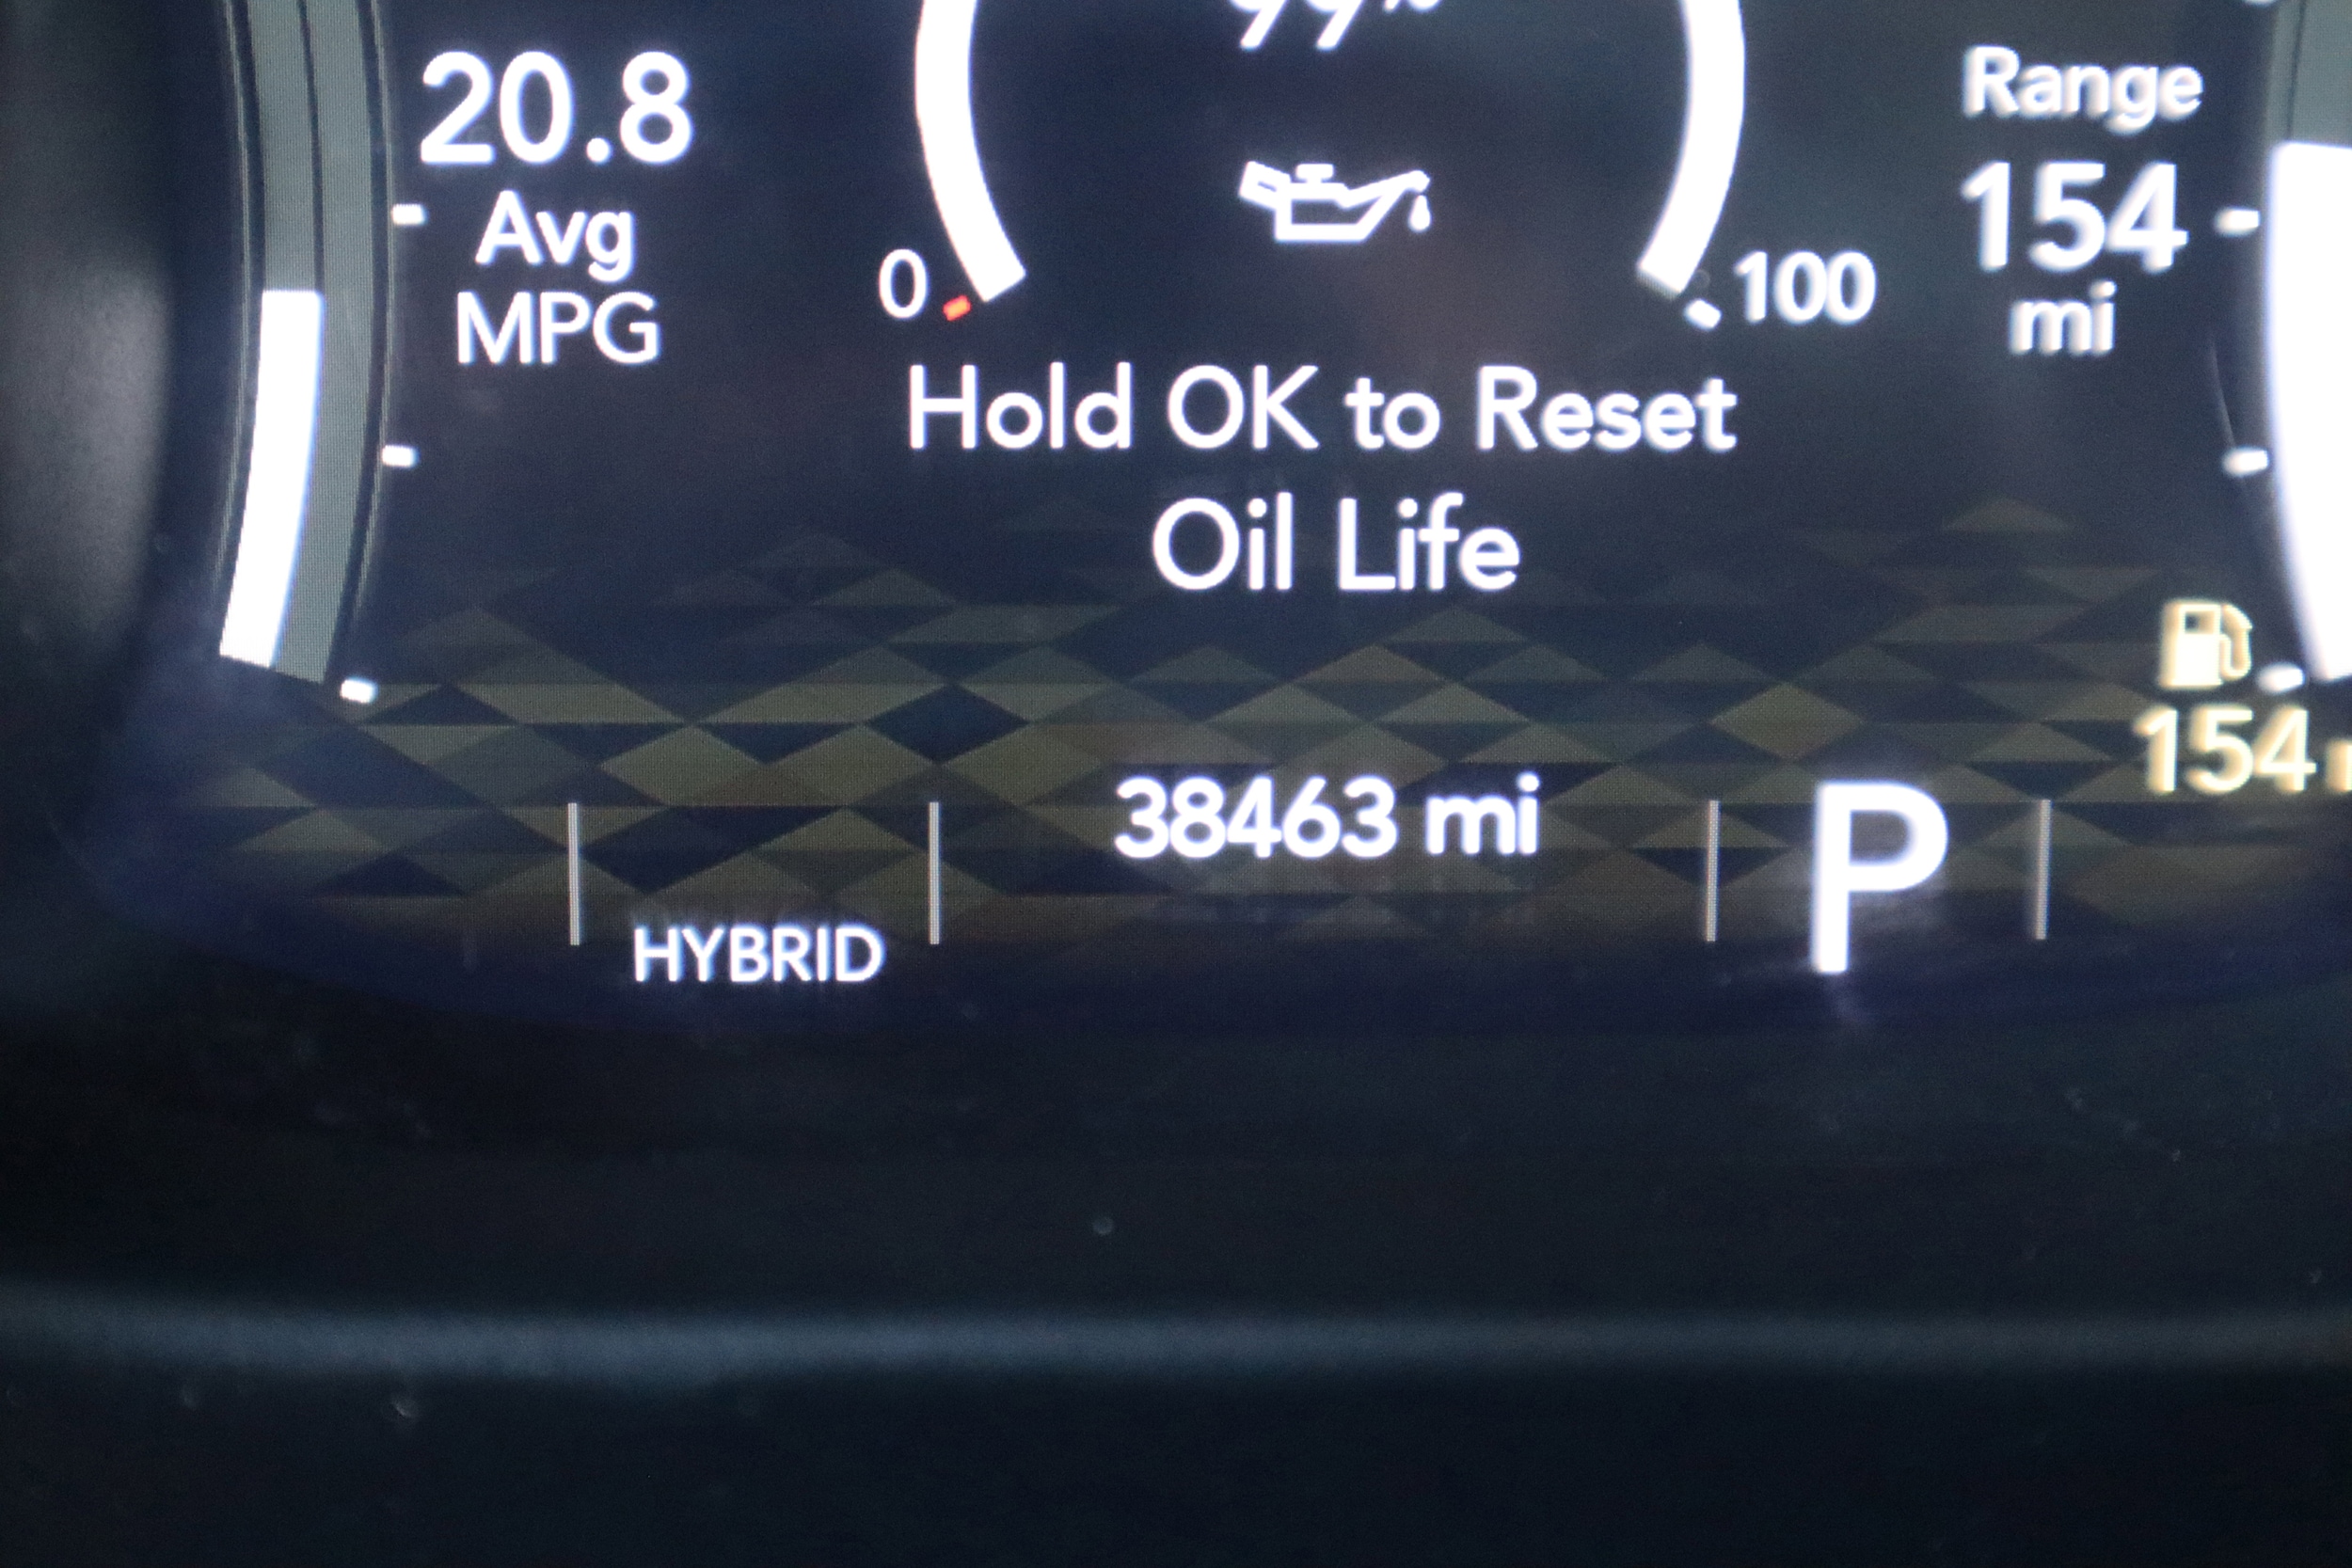 99%
20.8
Avg
MPG
Range
154
mi
0
100
Hold OK to Reset
Oil Life
154
38463 mi
P
HYBRID